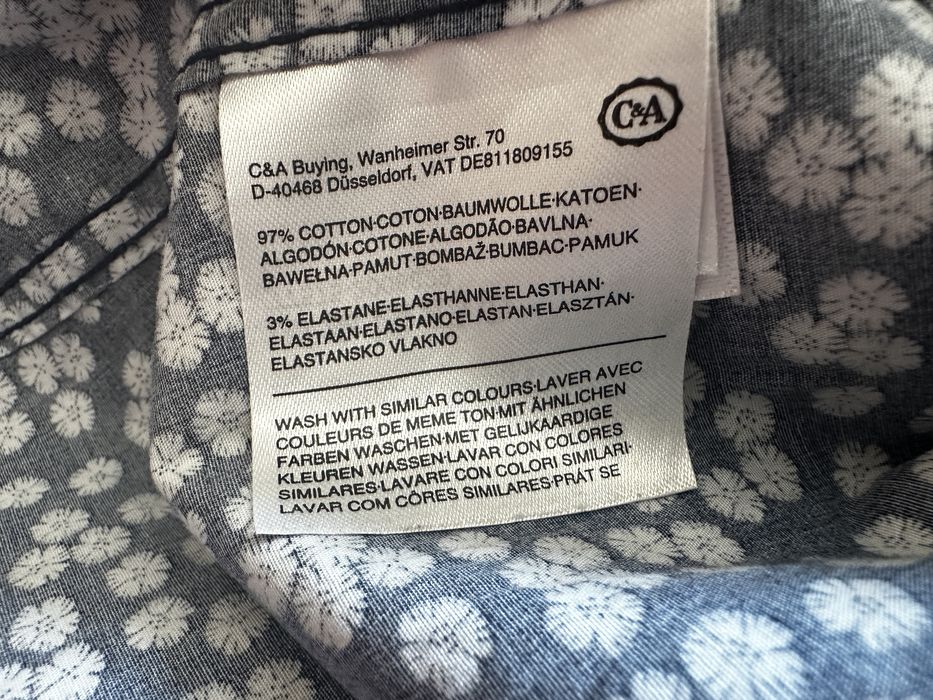 C&A
C&A Buying, Wanheimer Str. 70
D-40468 Düsseldorf, VAT DE811809155
97% COTTON·COTON·BAUMWOLLE·KATOEN·
ALGODÓN·COTONE·ALGODÃO·BAVLNA·
BAWEŁNA·PAMUT·BOMBAŽ·BUMBAC·PAMUK
3% ELASTANE·ELASTHANNE·ELASTHAN·
ELASTAAN·ELASTANO·ELASTAN·ELASZTÁN·
ELASTANSKO VLAKNO
WASH WITH SIMILAR COLOURS·LAVER AVEC
COULEURS DE MEME TON·MIT ÄHNLICHEN
FARBEN WASCHEN·MET GELIJKAARDIGE
KLEUREN WASSEN·LAVAR CON COLORES
SIMILARES·LAVARE CON COLORI SIMILARI·
LAVAR COM CÔRES SIMILARES·PRÁT SE